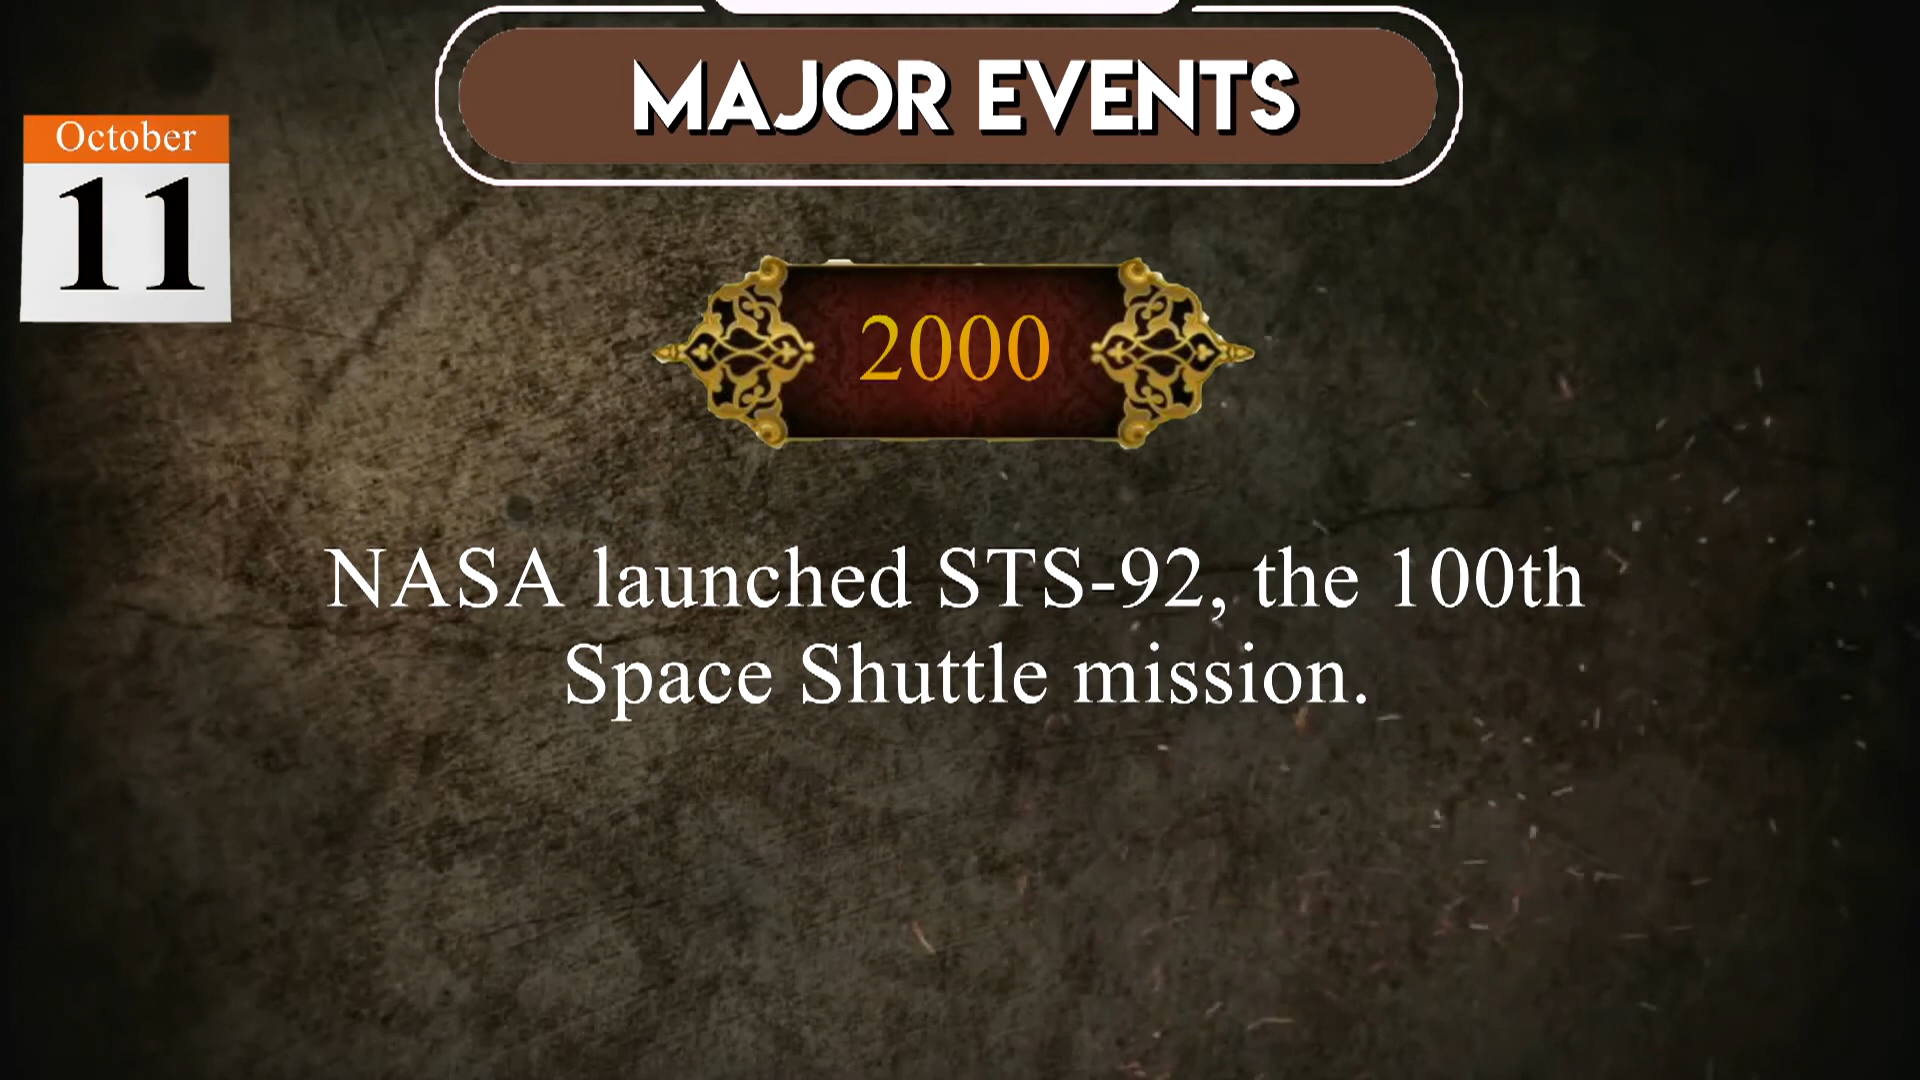 MAJOR EVENTS
October
11
2000
NASA launched STS-92, the 100th
Space Shuttle mission.